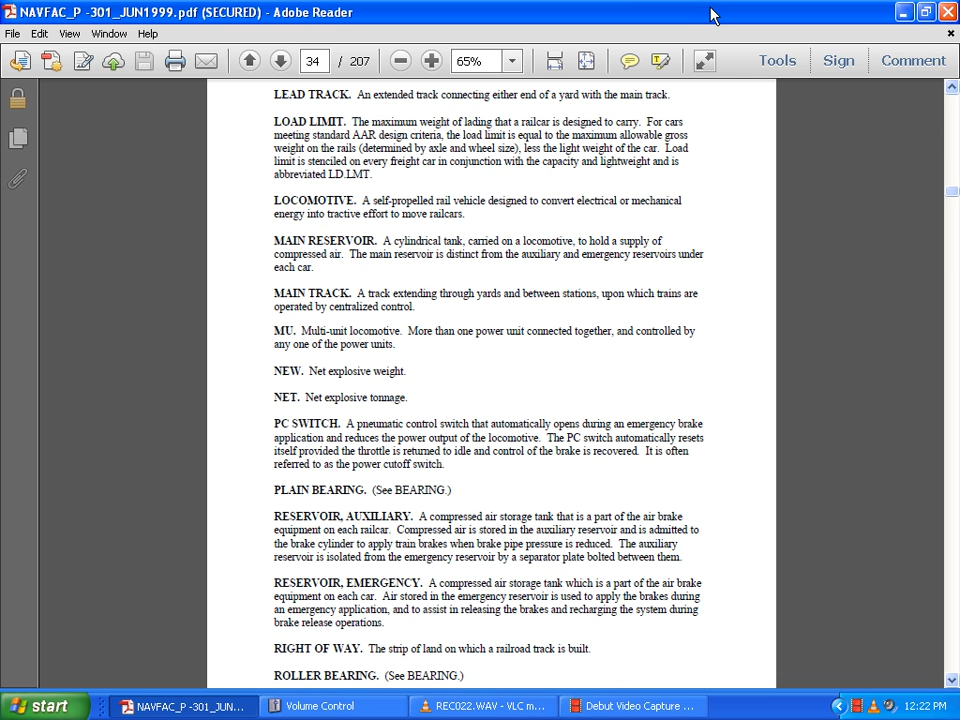 NAVFAC_P -301_JUN1999.pdf (SECURED) - Adobe Reader
File Edit View Window Help
34 / 207 65% Tools Sign Comment
LEAD TRACK. An extended track connecting either end of a yard with the main track.
LOAD LIMIT. The maximum weight of lading that a railcar is designed to carry. For cars
meeting standard AAR design criteria, the load limit is equal to the maximum allowable gross
weight on the rails (determined by axle and wheel size), less the light weight of the car. Load
limit is stenciled on every freight car in conjunction with the capacity and lightweight and is
abbreviated LD.LMT.
LOCOMOTIVE. A self-propelled rail vehicle designed to convert electrical or mechanical
energy into tractive effort to move railcars.
MAIN RESERVOIR. A cylindrical tank, carried on a locomotive, to hold a supply of
compressed air. The main reservoir is distinct from the auxiliary and emergency reservoirs under
each car.
MAIN TRACK. A track extending through yards and between stations, upon which trains are
operated by centralized control.
MU. Multi-unit locomotive. More than one power unit connected together, and controlled by
any one of the power units.
NEW. Net explosive weight.
NET. Net explosive tonnage.
PC SWITCH. A pneumatic control switch that automatically opens during an emergency brake
application and reduces the power output of the locomotive. The PC switch automatically resets
itself provided the throttle is returned to idle and control of the brake is recovered. It is often
referred to as the power cutoff switch.
PLAIN BEARING. (See BEARING.)
RESERVOIR, AUXILIARY. A compressed air storage tank that is a part of the air brake
equipment on each railcar. Compressed air is stored in the auxiliary reservoir and is admitted to
the brake cylinder to apply train brakes when brake pipe pressure is reduced. The auxiliary
reservoir is isolated from the emergency reservoir by a separator plate bolted between them.
RESERVOIR, EMERGENCY. A compressed air storage tank which is a part of the air brake
equipment on each car. Air stored in the emergency reservoir is used to apply the brakes during
an emergency application, and to assist in releasing the brakes and recharging the system during
brake release operations.
RIGHT OF WAY. The strip of land on which a railroad track is built.
ROLLER BEARING. (See BEARING.)
start NAVFAC_P -301_JUN... Volume Control REC022.WAV - VLC m... Debut Video Capture ... 12:22 PM